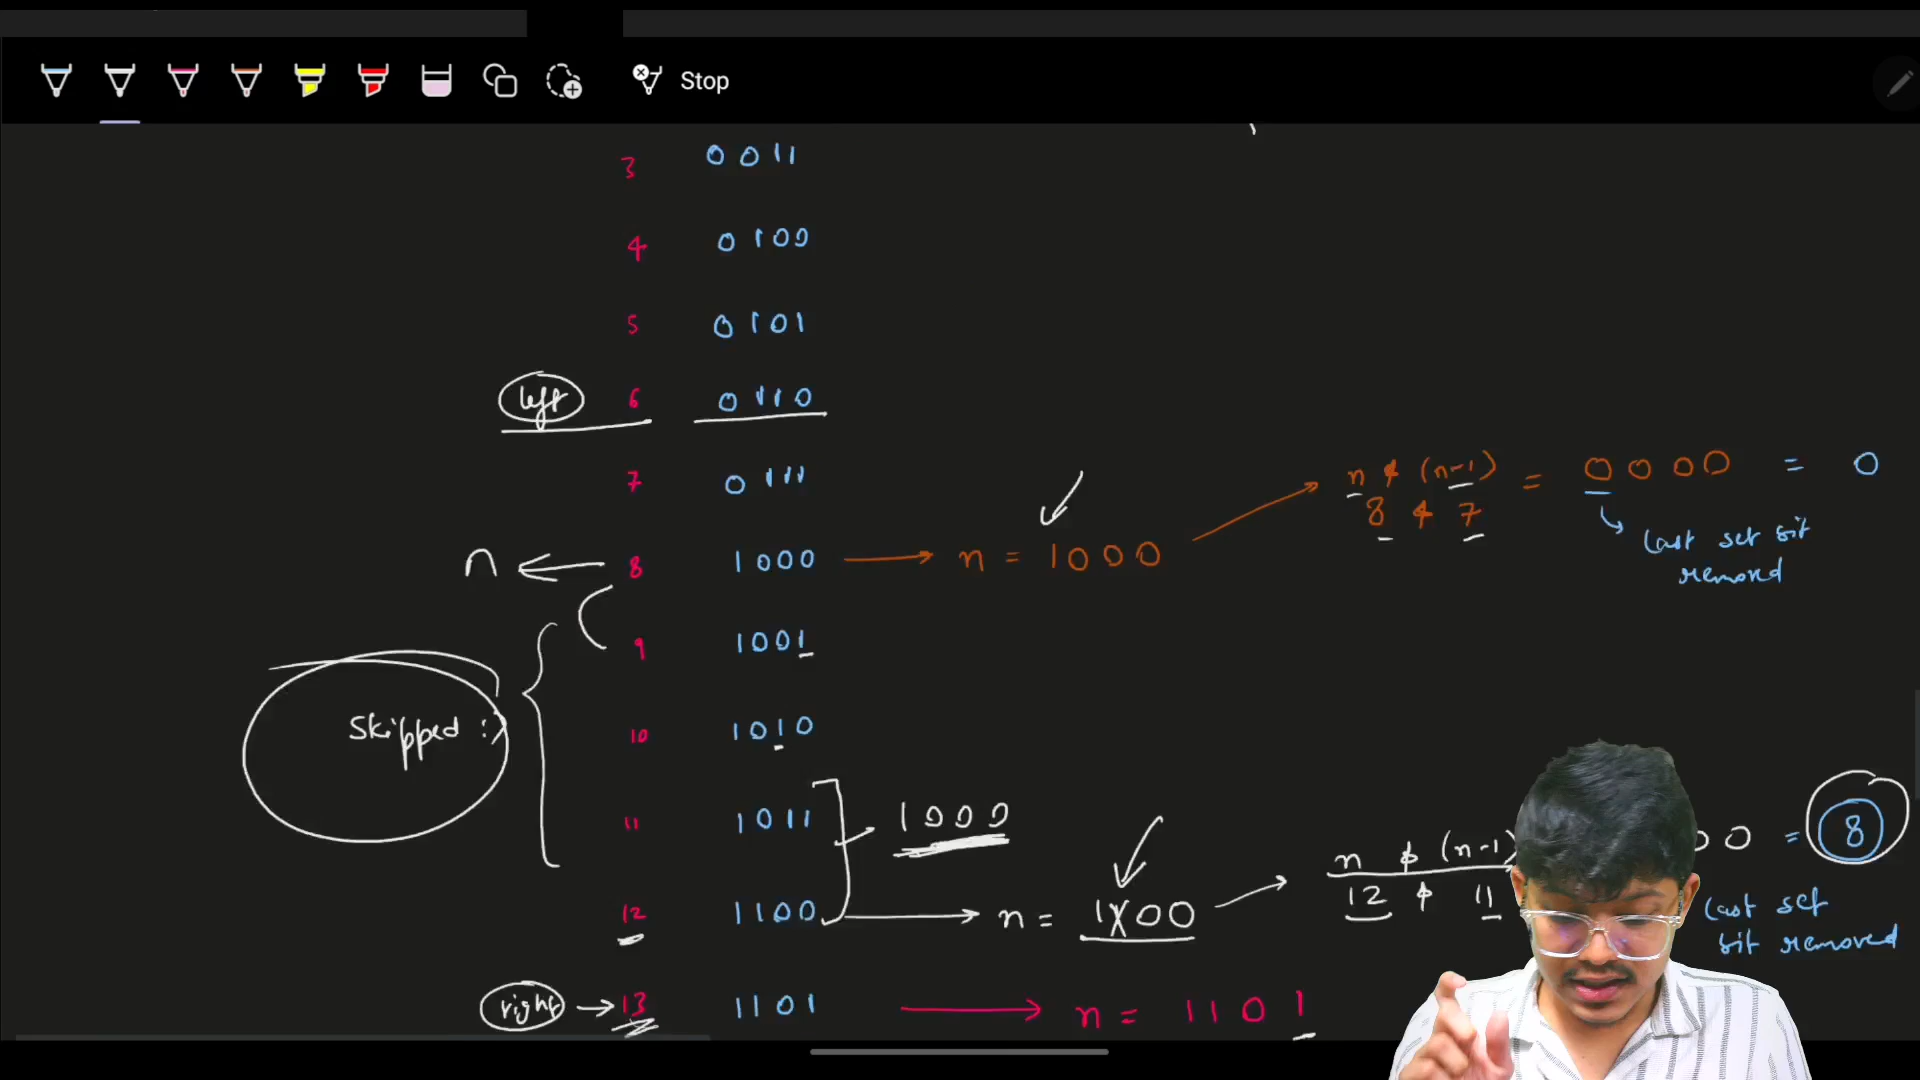 Stop
3 0011
4 0100
5 0101
left 6 0110
7 0111
n & (n-1) = 0000 = 0
8 & 7
last set bit
removed
n ← 8 1000 → n = 1000
9 1001
Skipped :)
10 1010
11 1011
1000
n & (n-1)
00 = 8
12 & 11
12 1100 → n = 1100
last set
bit removed
right → 13 1101 → n = 1101